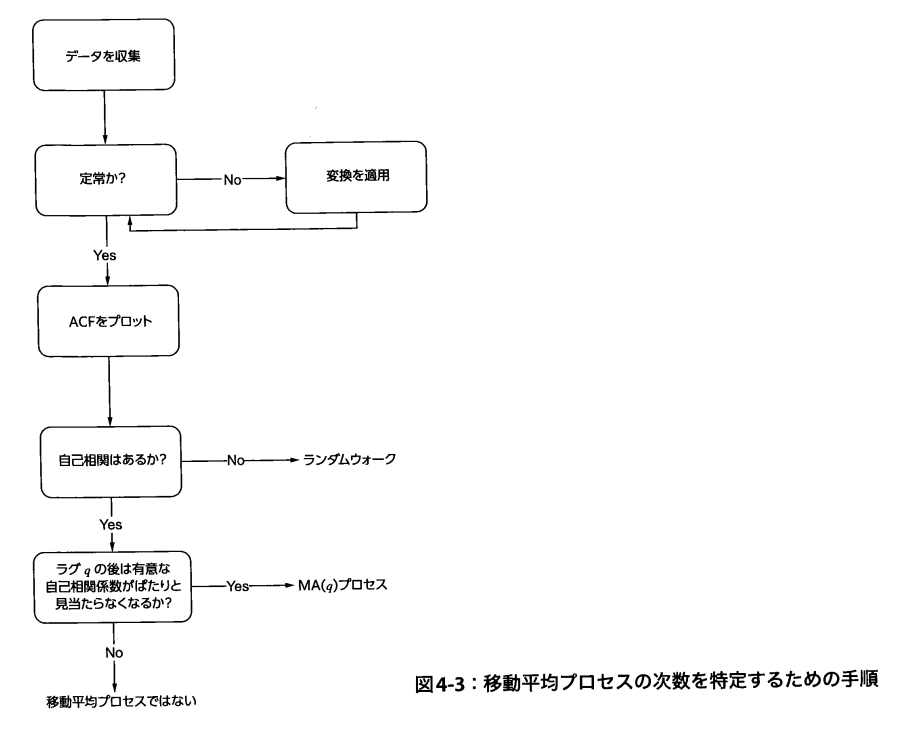 データを収集
定常か?
No
変換を適用
Yes
ACFをプロット
自己相関はあるか?
No
ランダムウォーク
Yes
ラグ q の後は有意な
自己相関係数がぱたりと
見当たらなくなるか?
Yes
MA(q)プロセス
No
移動平均プロセスではない
図4-3：移動平均プロセスの次数を特定するための手順